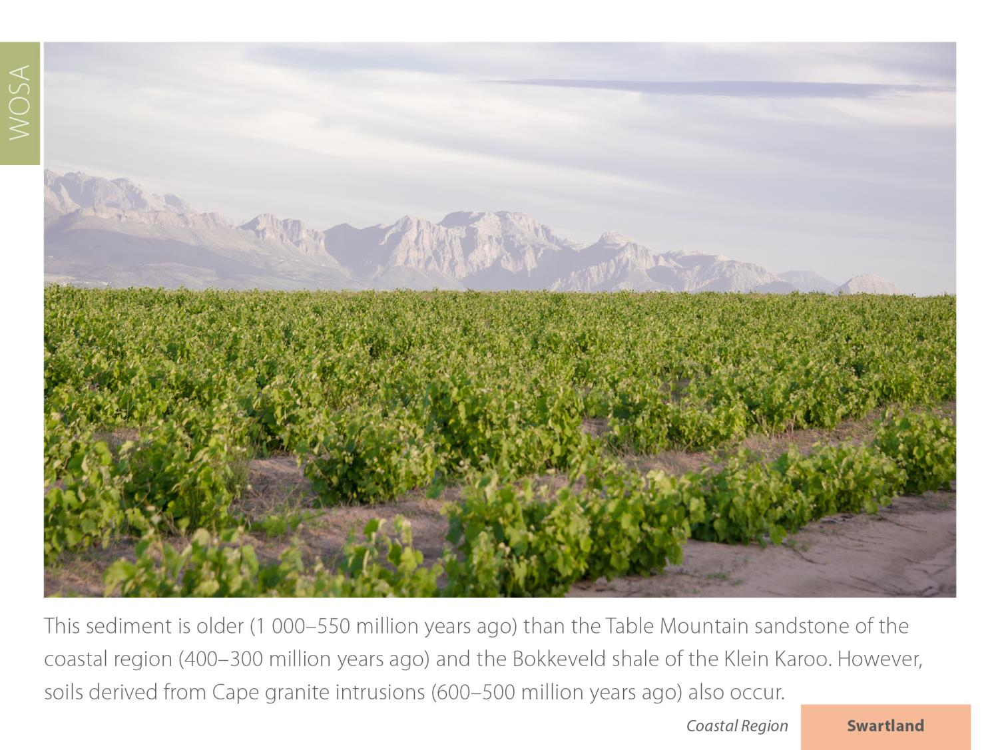 WOSA
This sediment is older (1 000–550 million years ago) than the Table Mountain sandstone of the
coastal region (400–300 million years ago) and the Bokkeveld shale of the Klein Karoo. However,
soils derived from Cape granite intrusions (600–500 million years ago) also occur.
Coastal Region
Swartland